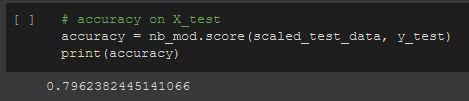 [ ] # accuracy on X_test
accuracy = nb_mod.score(scaled_test_data, y_test)
print(accuracy)
0.7962382445141066